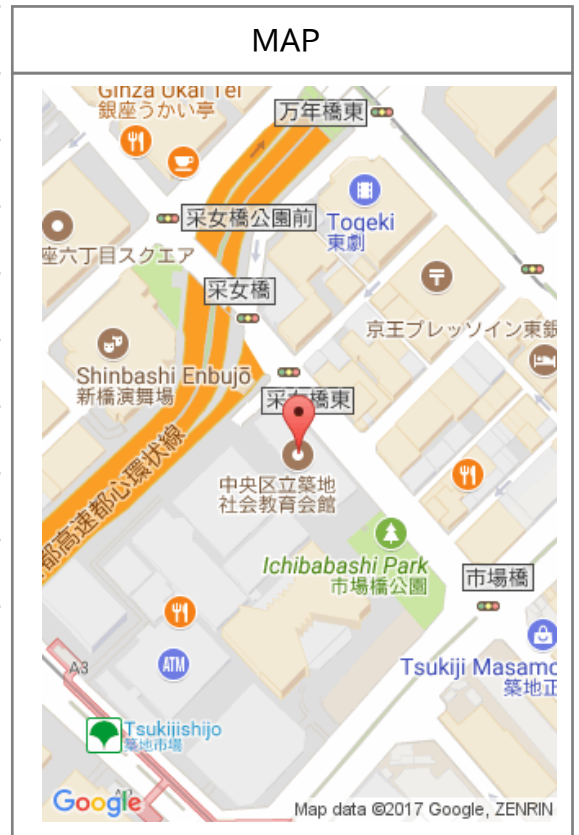 MAP
Ginza Ukai Tei
銀座うかい亭
万年橋東
采女橋公園前
Togeki
東劇
座六丁目スクエア
采女橋
京王プレッソイン東銀
Shinbashi Enbujō
新橋演舞場
采女橋東
都高速都心環状線
中央区立築地
社会教育会館
Ichibabashi Park
市場橋公園
市場橋
ATM
A3
Tsukiji Masamo
築地正
Tsukijishijo
築地市場
Google
Map data ©2017 Google, ZENRIN